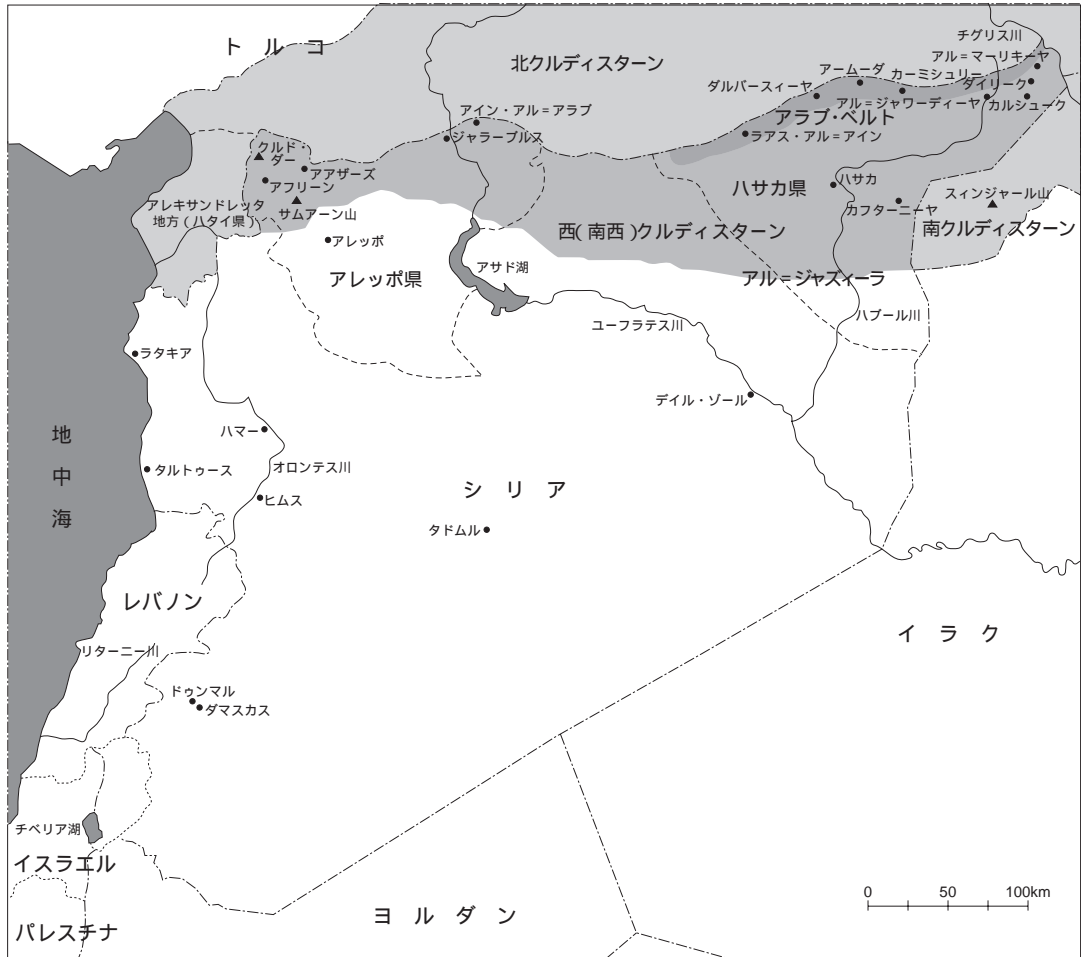 チグリス川
ト ル コ
アル＝マーリキーヤ
北クルディスターン
アームーダ
カーミシュリー
ダイリーク
ダルバースィーヤ
アル＝ジャワーディーヤ
カルシューク
アイン・アル＝アラブ
アラブ・ベルト
ジャラーブルス
ラアス・アル＝アイン
クルド・
ダー
アアザーズ
アフリーン
ハサカ県
ハサカ
スィンジャール山
アレキサンドレッタ
地方（ハタイ県）
サムアーン山
カフターニーヤ
西（南西）クルディスターン
南クルディスターン
アレッポ
アサド湖
アレッポ県
アル＝ジャズィーラ
ユーフラテス川
ハブール川
ラタキア
デイル・ゾール
地中海
ハマー
タルトゥース
オロンテス川
シ リ ア
ヒムス
タドムル
レバノン
イ ラ ク
リターニー川
ドゥンマル
ダマスカス
チベリア湖
イスラエル
0 50 100km
ヨ ル ダ ン
パレスチナ